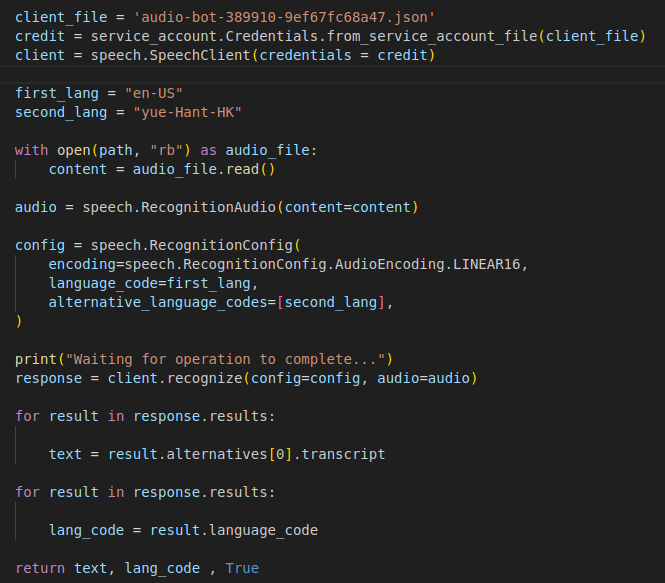 client_file = 'audio-bot-389910-9ef67fc68a47.json'
credit = service_account.Credentials.from_service_account_file(client_file)
client = speech.SpeechClient(credentials = credit)
first_lang = "en-US"
second_lang = "yue-Hant-HK"
with open(path, "rb") as audio_file:
    content = audio_file.read()
audio = speech.RecognitionAudio(content=content)
config = speech.RecognitionConfig(
    encoding=speech.RecognitionConfig.AudioEncoding.LINEAR16,
    language_code=first_lang,
    alternative_language_codes=[second_lang],
)
print("Waiting for operation to complete...")
response = client.recognize(config=config, audio=audio)
for result in response.results:
    text = result.alternatives[0].transcript
for result in response.results:
    lang_code = result.language_code
return text, lang_code , True